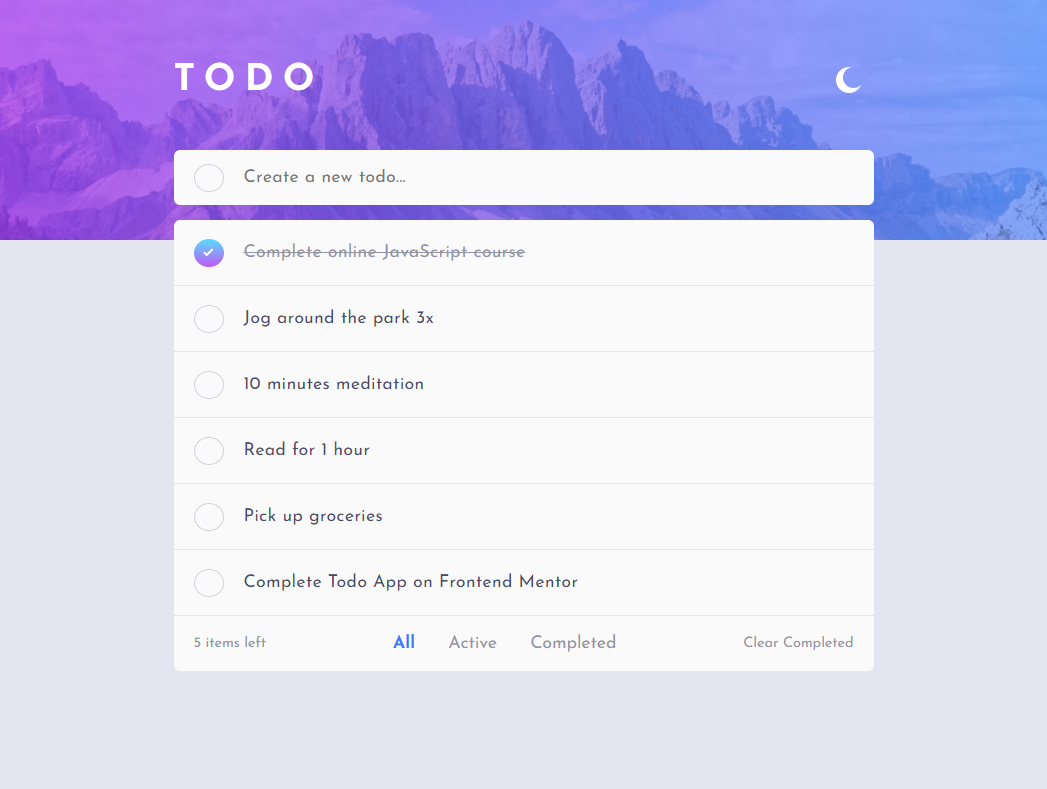 TODO
Create a new todo...
Complete online JavaScript course
Jog around the park 3x
10 minutes meditation
Read for 1 hour
Pick up groceries
Complete Todo App on Frontend Mentor
5 items left All Active Completed Clear Completed